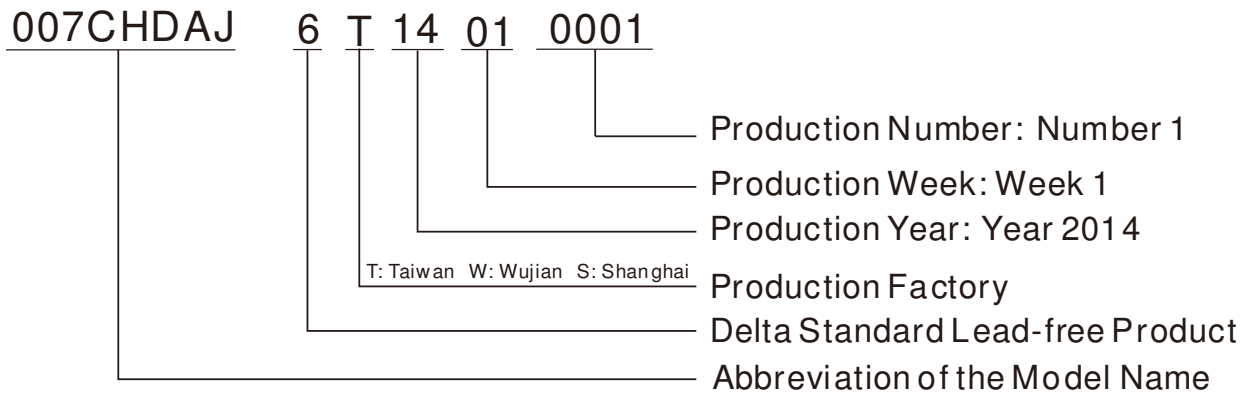 007CHDAJ 6 T 14 01 0001
Production Number: Number 1
Production Week: Week 1
Production Year: Year 2014
T: Taiwan W: Wujian S: Shanghai
Production Factory
Delta Standard Lead-free Product
Abbreviation of the Model Name